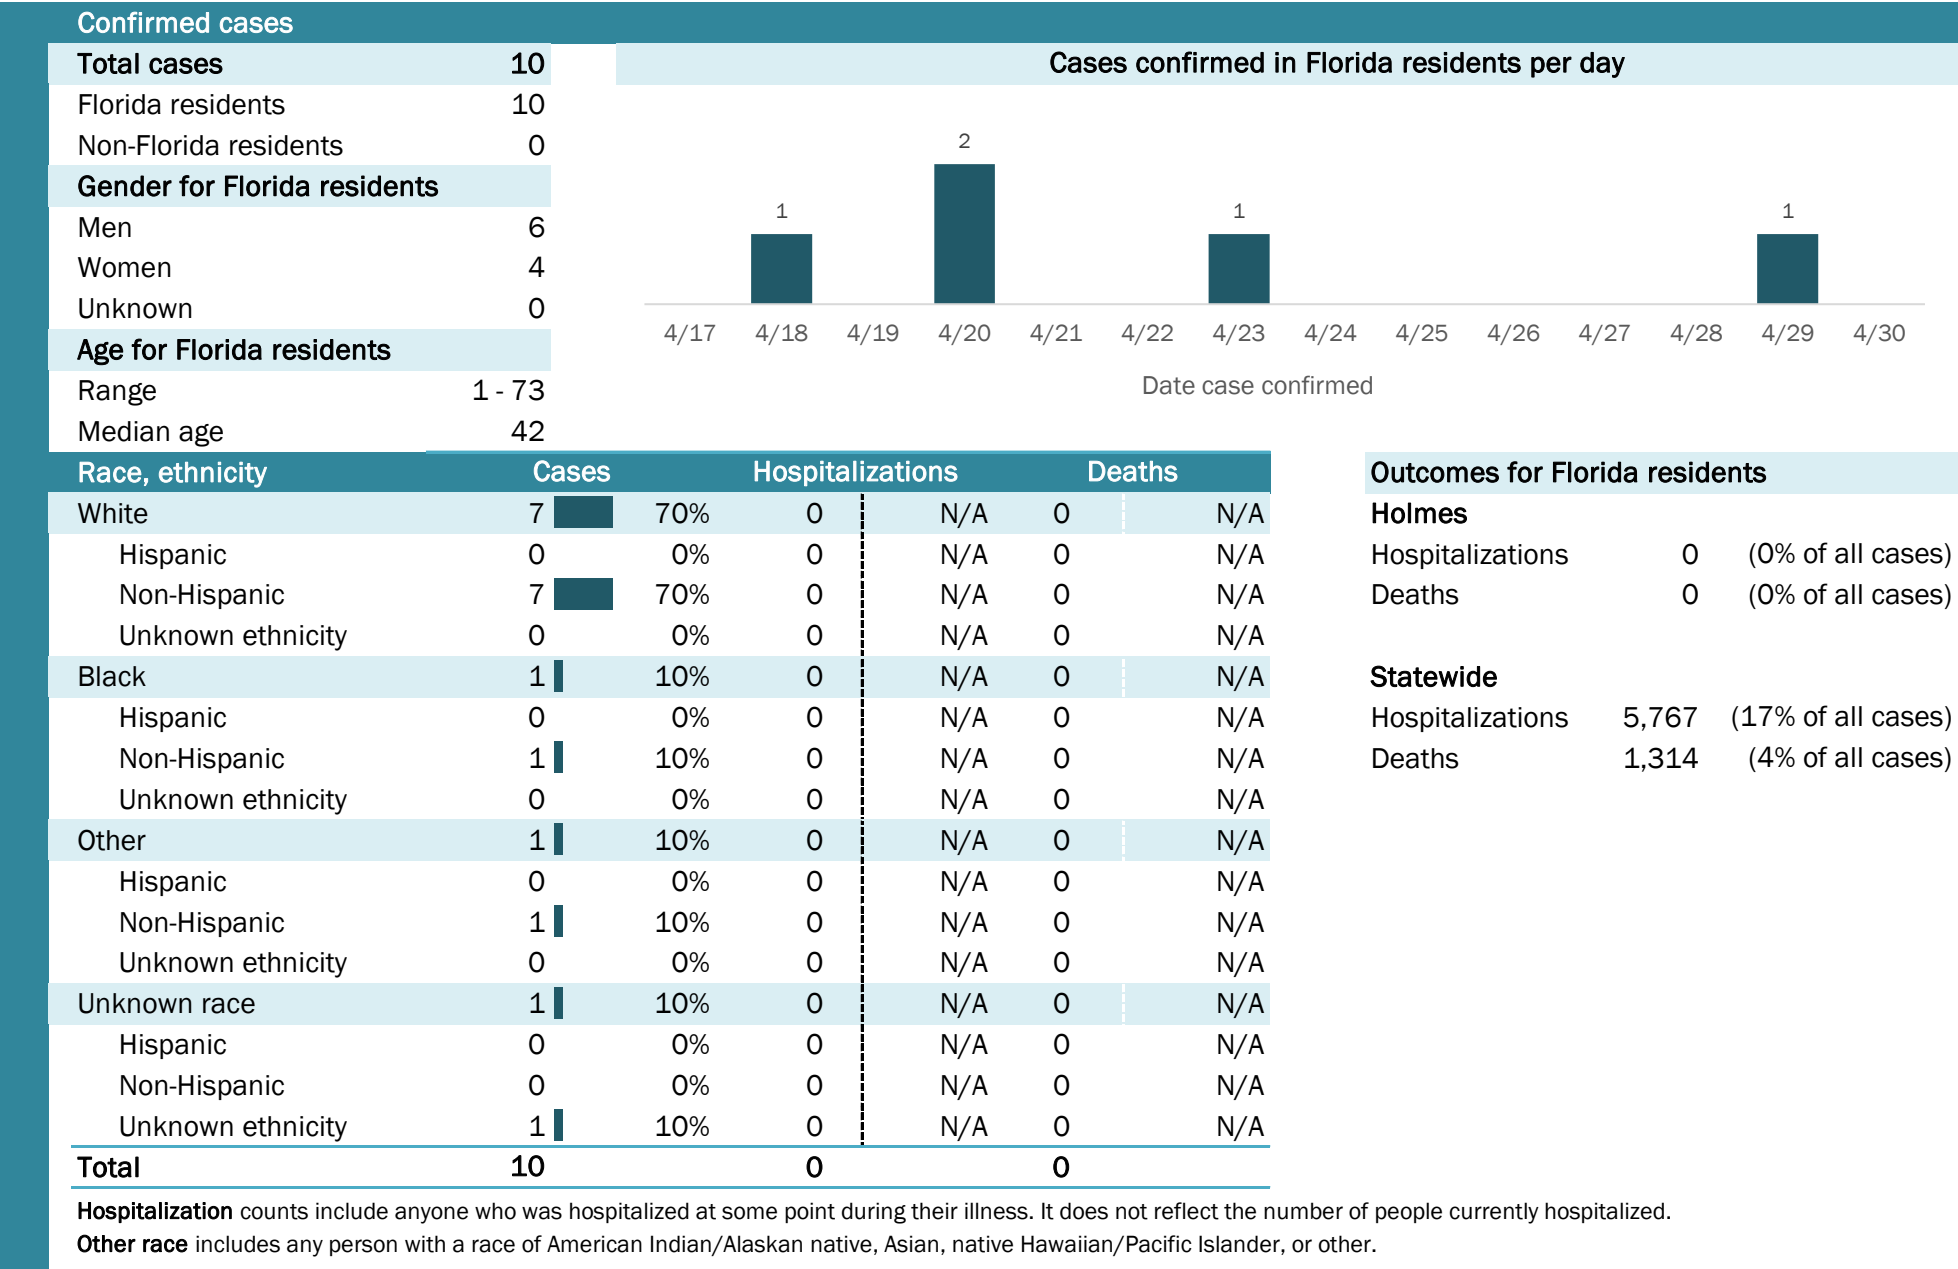 Confirmed cases
Total cases 10
Florida residents 10
Non-Florida residents 0
Gender for Florida residents
Men 6
Women 4
Unknown 0
Age for Florida residents
Range 1 - 73
Median age 42
Cases confirmed in Florida residents per day
1 2 1 1
4/17 4/18 4/19 4/20 4/21 4/22 4/23 4/24 4/25 4/26 4/27 4/28 4/29 4/30
Date case confirmed
Race, ethnicity Cases Hospitalizations Deaths
White 7 70% 0 N/A 0 N/A
Hispanic 0 0% 0 N/A 0 N/A
Non-Hispanic 7 70% 0 N/A 0 N/A
Unknown ethnicity 0 0% 0 N/A 0 N/A
Black 1 10% 0 N/A 0 N/A
Hispanic 0 0% 0 N/A 0 N/A
Non-Hispanic 1 10% 0 N/A 0 N/A
Unknown ethnicity 0 0% 0 N/A 0 N/A
Other 1 10% 0 N/A 0 N/A
Hispanic 0 0% 0 N/A 0 N/A
Non-Hispanic 1 10% 0 N/A 0 N/A
Unknown ethnicity 0 0% 0 N/A 0 N/A
Unknown race 1 10% 0 N/A 0 N/A
Hispanic 0 0% 0 N/A 0 N/A
Non-Hispanic 0 0% 0 N/A 0 N/A
Unknown ethnicity 1 10% 0 N/A 0 N/A
Total 10 0 0
Outcomes for Florida residents
Holmes
Hospitalizations 0 (0% of all cases)
Deaths 0 (0% of all cases)
Statewide
Hospitalizations 5,767 (17% of all cases)
Deaths 1,314 (4% of all cases)
Hospitalization counts include anyone who was hospitalized at some point during their illness. It does not reflect the number of people currently hospitalized.
Other race includes any person with a race of American Indian/Alaskan native, Asian, native Hawaiian/Pacific Islander, or other.